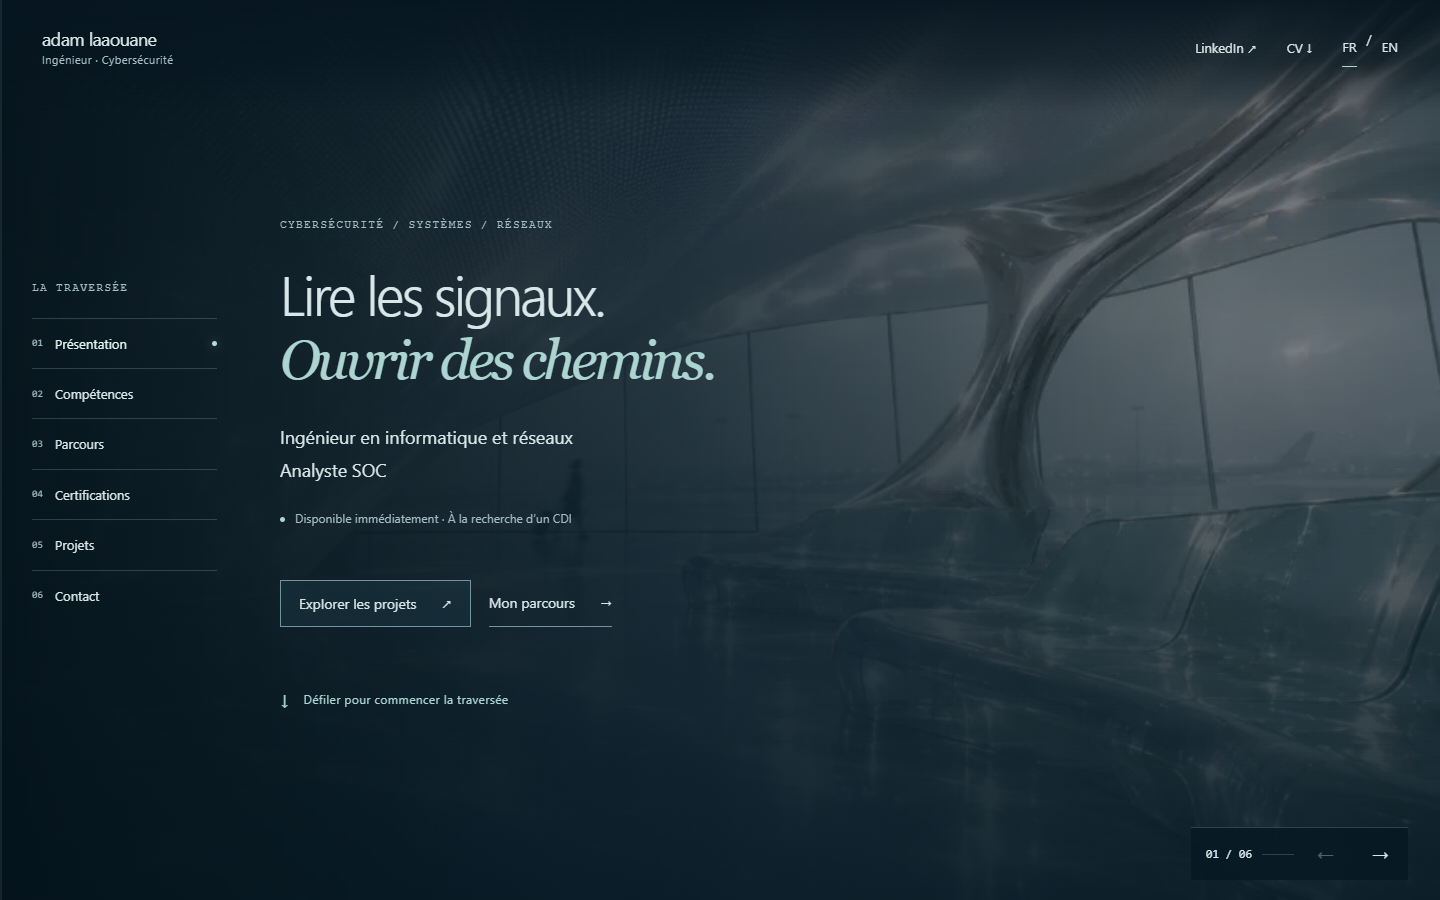 adam laaouane
Ingénieur · Cybersécurité
LinkedIn ↗ CV ↓ FR / EN
CYBERSÉCURITÉ / SYSTÈMES / RÉSEAUX
Lire les signaux.
Ouvrir des chemins.
Ingénieur en informatique et réseaux
Analyste SOC
Disponible immédiatement · À la recherche d'un CDI
Explorer les projets ↗
Mon parcours →
↓ Défiler pour commencer la traversée
LA TRAVERSÉE
01 Présentation
02 Compétences
03 Parcours
04 Certifications
05 Projets
06 Contact
01 / 06 ← →